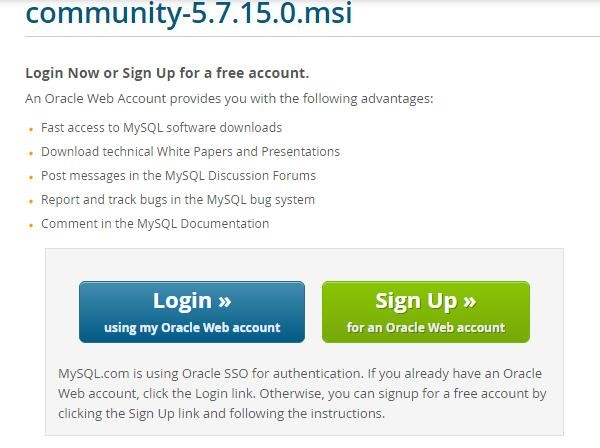 community-5.7.15.0.msi
Login Now or Sign Up for a free account.
An Oracle Web Account provides you with the following advantages:
Fast access to MySQL software downloads
Download technical White Papers and Presentations
Post messages in the MySQL Discussion Forums
Report and track bugs in the MySQL bug system
Comment in the MySQL Documentation
Login »
using my Oracle Web account
Sign Up »
for an Oracle Web account
MySQL.com is using Oracle SSO for authentication. If you already have an Oracle
Web account, click the Login link. Otherwise, you can signup for a free account by
clicking the Sign Up link and following the instructions.